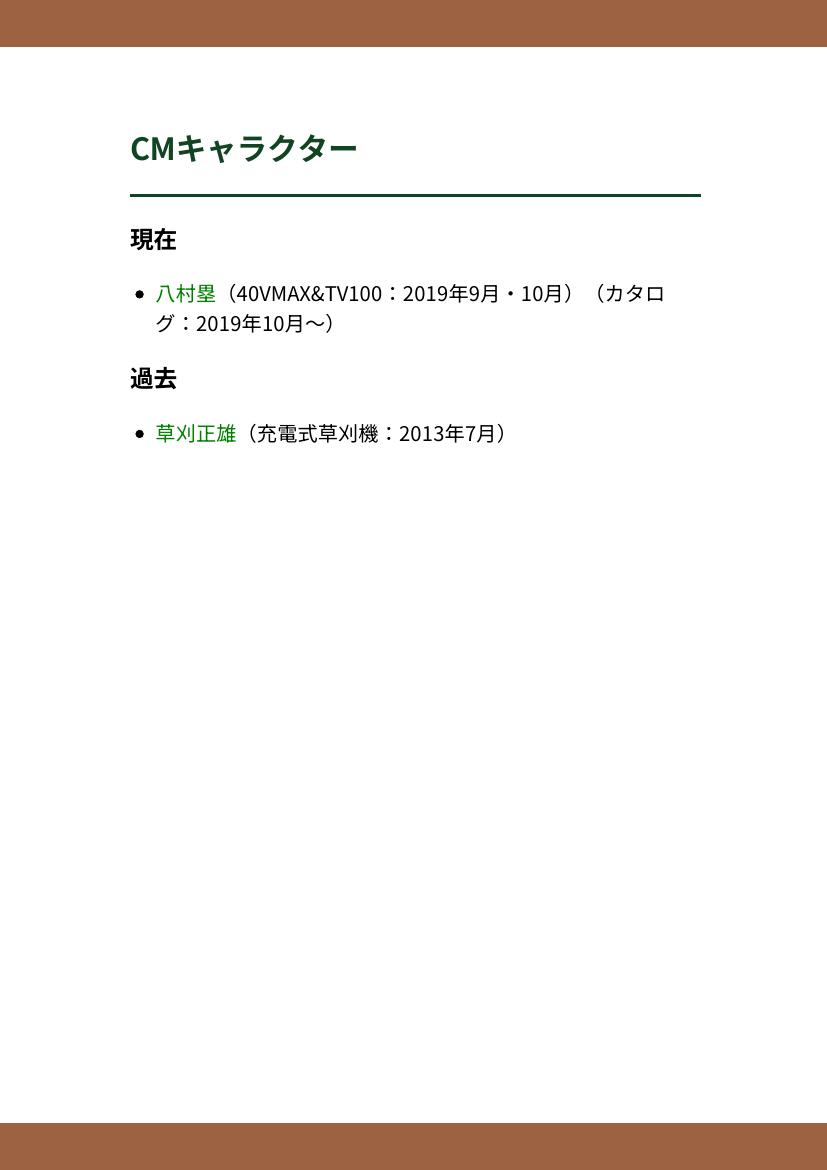 CMキャラクター
現在
八村塁（40VMAX&TV100：2019年9月・10月）（カタロ
グ：2019年10月～）
過去
草刈正雄（充電式草刈機：2013年7月）